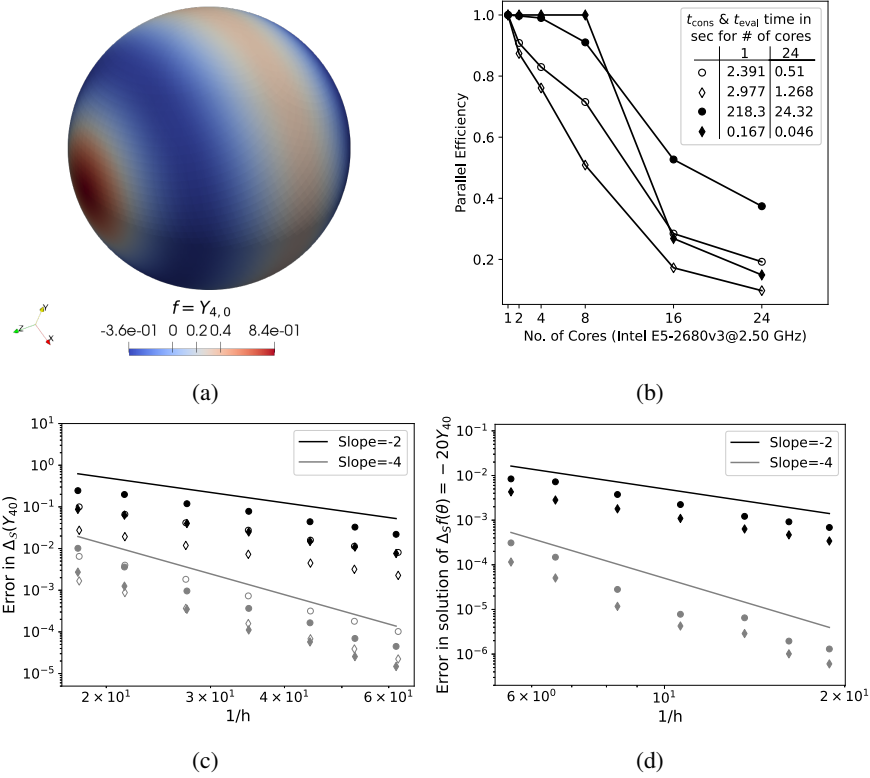 Y
Z
X
f = Y₄,₀
-3.6e-01 0 0.2 0.4 8.4e-01
(a)
Parallel Efficiency
1.0
0.8
0.6
0.4
0.2
t_cons & t_eval time in
sec for # of cores
1 24
2.391 0.51
2.977 1.268
218.3 24.32
0.167 0.046
1 2 4 8 16 24
No. of Cores (Intel E5-2680v3@2.50 GHz)
(b)
Error in Δ_S(Y₄₀)
10¹
10⁰
10⁻¹
10⁻²
10⁻³
10⁻⁴
10⁻⁵
Slope=-2
Slope=-4
2 × 10¹ 3 × 10¹ 4 × 10¹ 6 × 10¹
1/h
(c)
Error in solution of Δ_S f(θ) = − 20Y₄₀
10⁻¹
10⁻²
10⁻³
10⁻⁴
10⁻⁵
10⁻⁶
Slope=-2
Slope=-4
6 × 10⁰ 10¹ 2 × 10¹
1/h
(d)